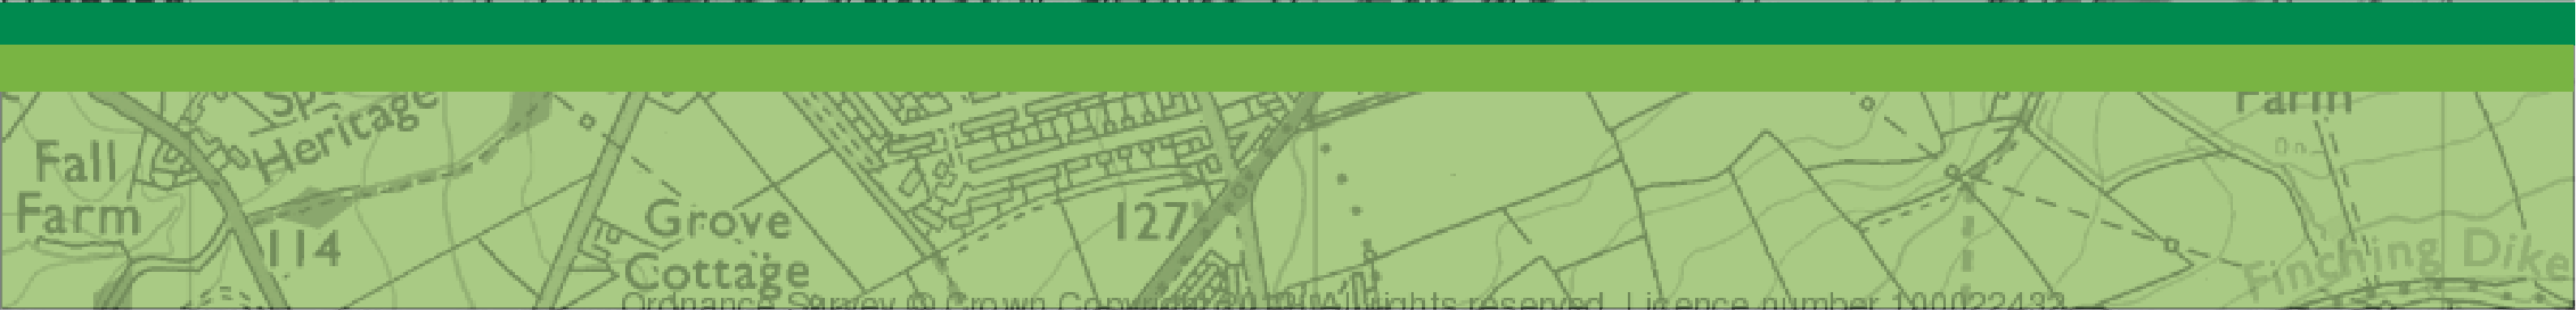 Heritage
Farm
Fall
Farm
114
Grove
Cottage
127
Finching Dike
Ordnance Survey © Crown Copyright All rights reserved. Licence number 100022432